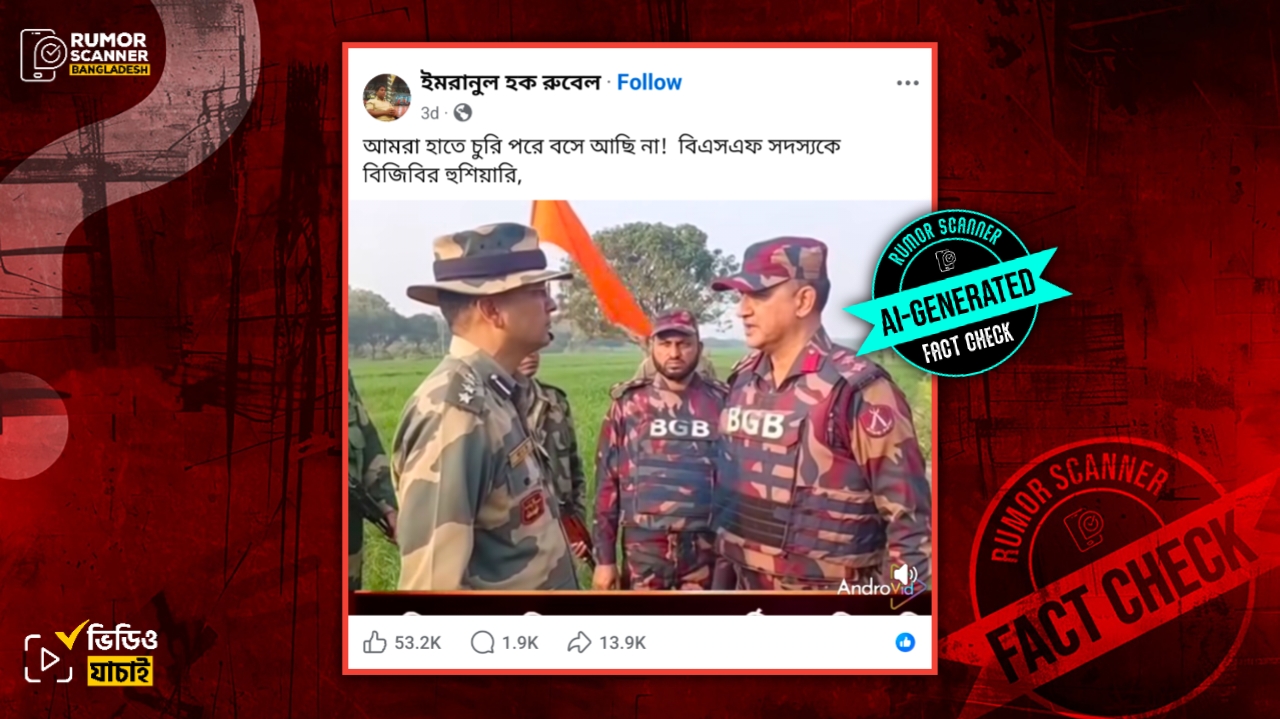 RUMOR
SCANNER
BANGLADESH
ইমরানুল হক রুবেল · Follow
3d ·
আমরা হাতে চুরি পরে বসে আছি না! বিএসএফ সদস্যকে
বিজিবির হুশিয়ারি,
RUMOR SCANNER
AI-GENERATED
FACT CHECK
BGB
BGB
AndroVid
53.2K
1.9K
13.9K
RUMOR SCANNER
FACT CHECK
ভিডিও
যাচাই